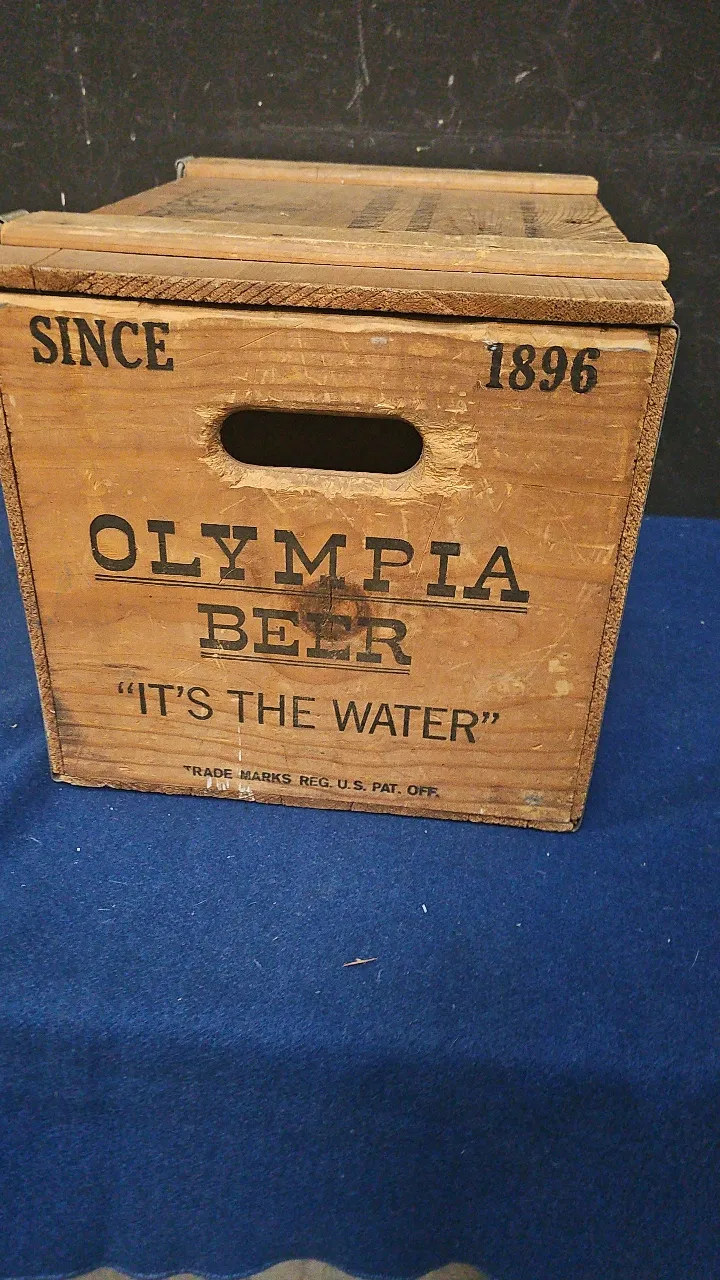 SINCE 1896
OLYMPIA
BEER
"IT'S THE WATER"
TRADE MARKS REG. U.S. PAT. OFF.